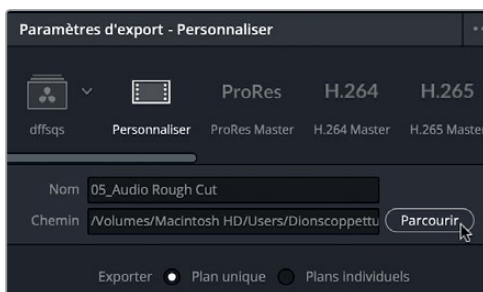 Paramètres d'export - Personnaliser
ProRes H.264 H.265
dffsqs Personnaliser ProRes Master H.264 Master H.265 Maste
Nom 05_Audio Rough Cut
Chemin /Volumes/Macintosh HD/Users/Dionscoppettu Parcourir
Exporter Plan unique Plans individuels